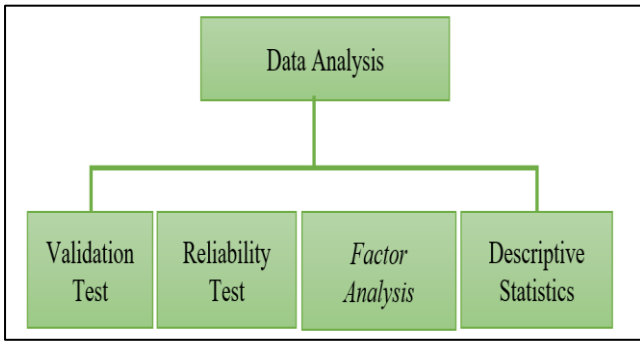 Data Analysis
Validation
Test
Reliability
Test
Factor
Analysis
Descriptive
Statistics